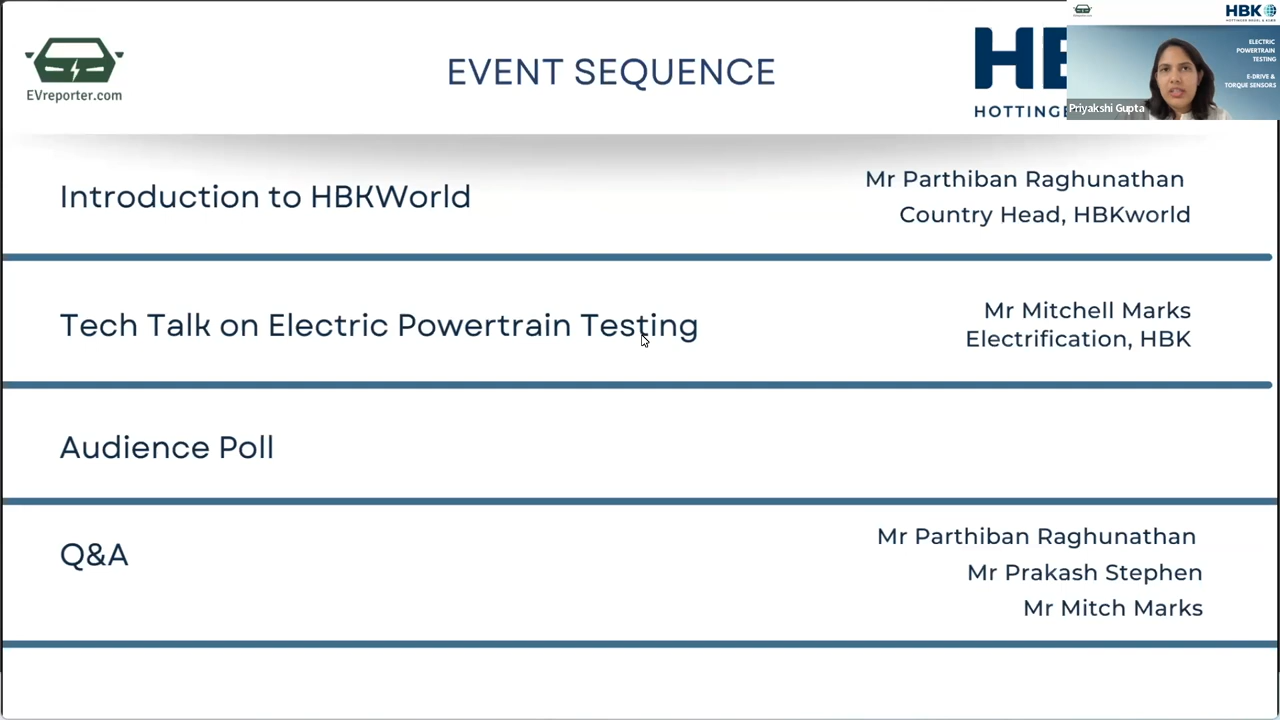 EVreporter.com
EVENT SEQUENCE
HB
HOTTINGE
HBK
ELECTRIC
POWERTRAIN
TESTING
E-DRIVE &
TORQUE SENSORS
Priyakshi Gupta
Introduction to HBKWorld
Mr Parthiban Raghunathan
Country Head, HBKworld
Tech Talk on Electric Powertrain Testing
Mr Mitchell Marks
Electrification, HBK
Audience Poll
Q&A
Mr Parthiban Raghunathan
Mr Prakash Stephen
Mr Mitch Marks